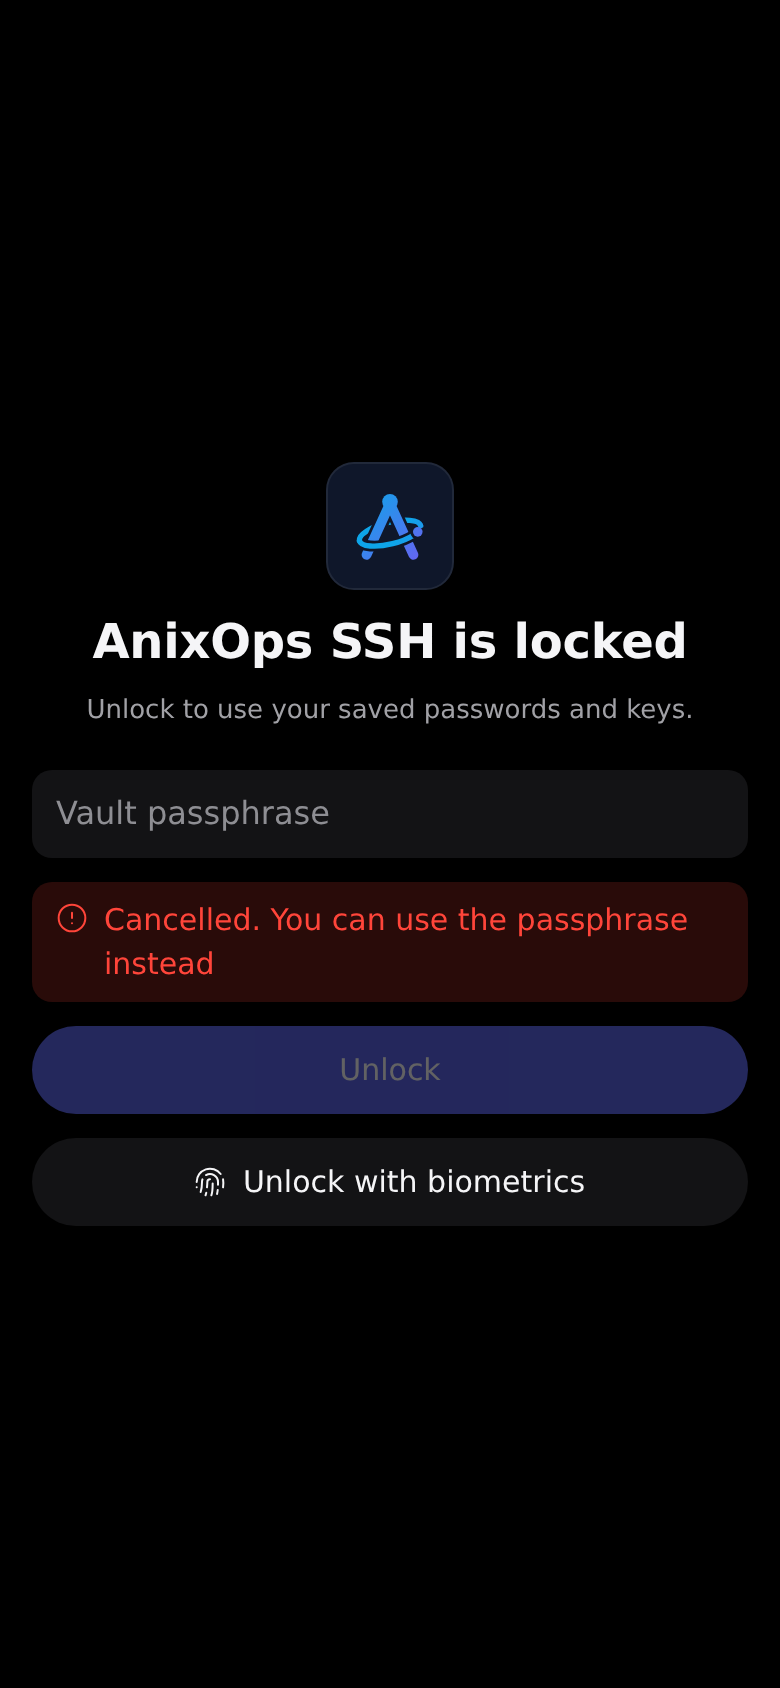 AnixOps SSH is locked
Unlock to use your saved passwords and keys.
Vault passphrase
Cancelled. You can use the passphrase
instead
Unlock
Unlock with biometrics